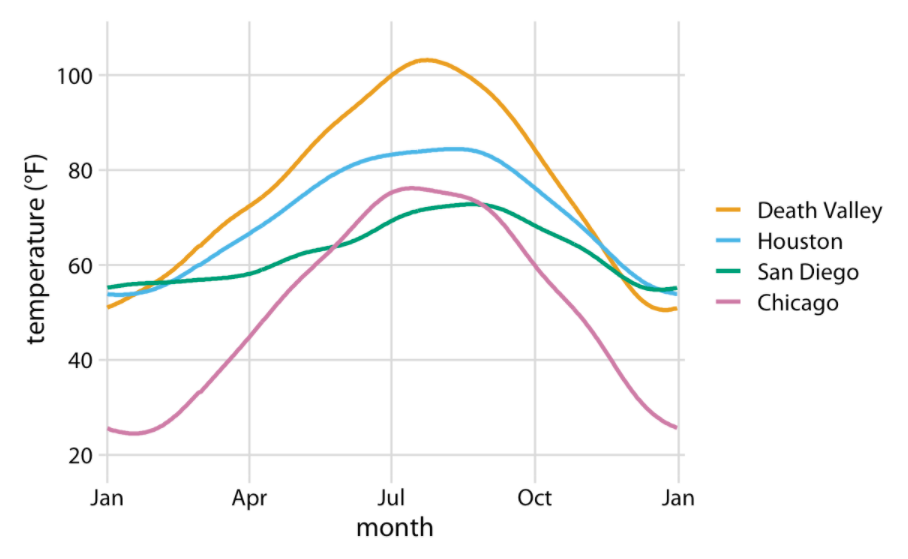 100
80
60
40
20
temperature (°F)
Jan Apr Jul Oct Jan
month
Death Valley
Houston
San Diego
Chicago